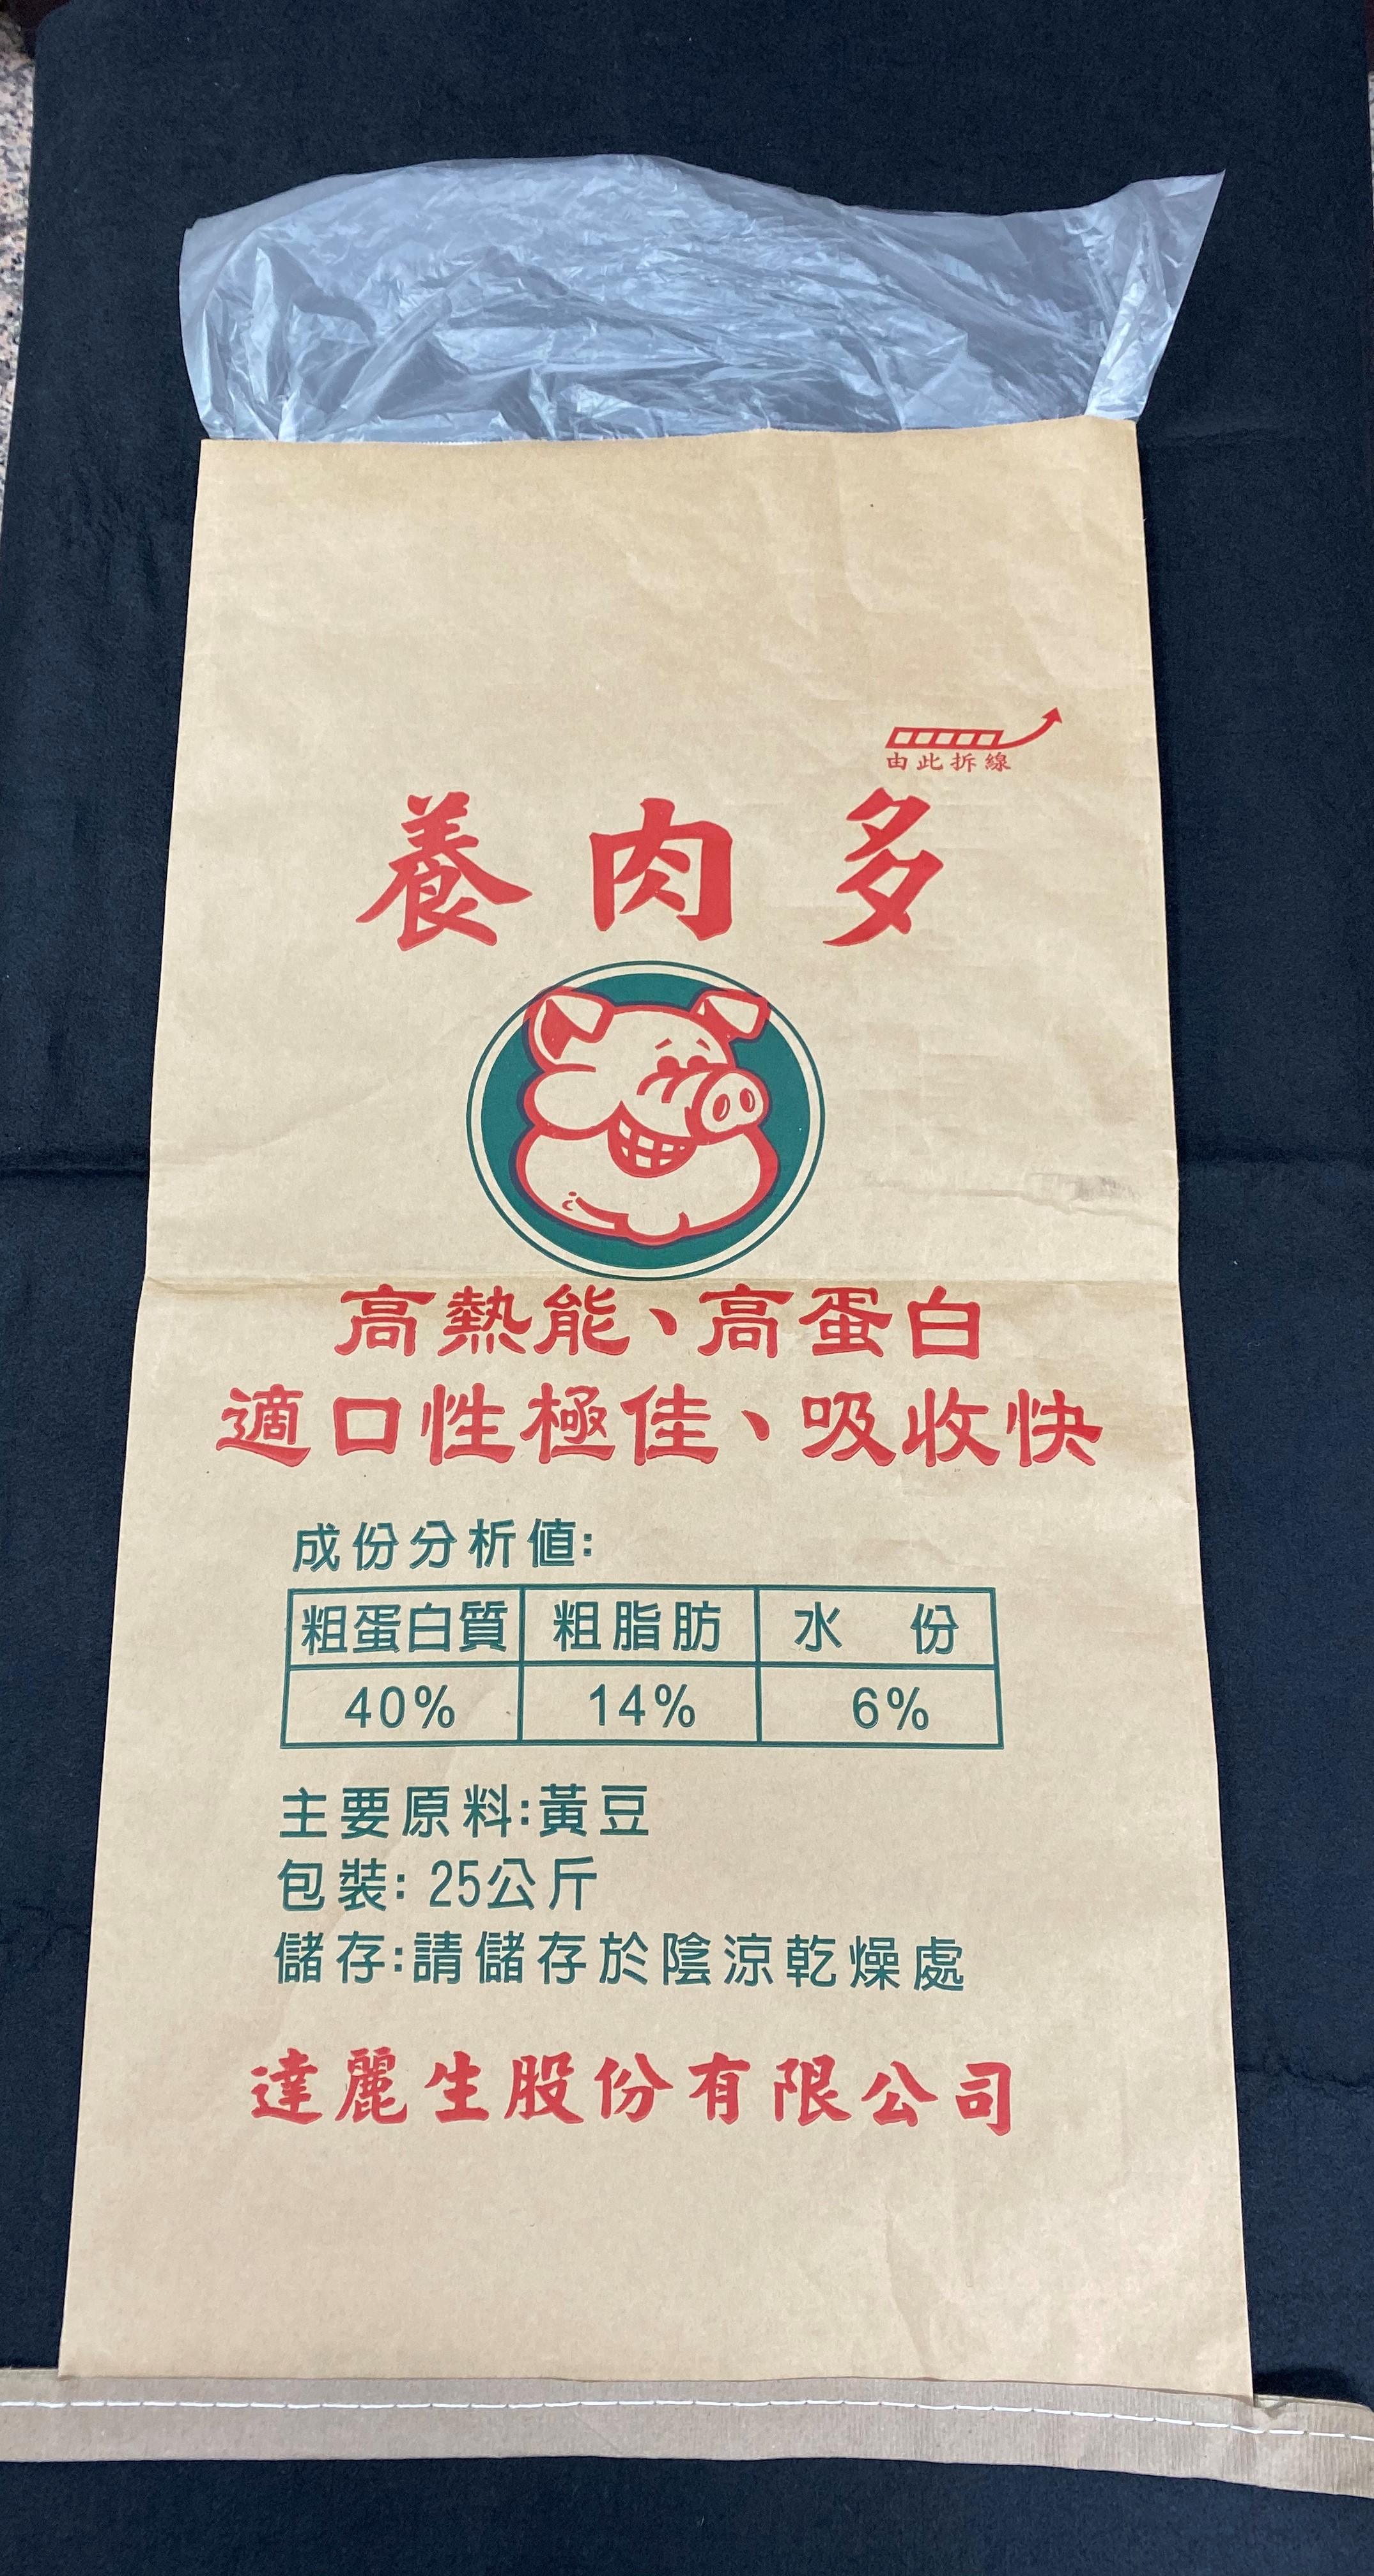 由此拆線
養肉多
高熱能、高蛋白
適口性極佳、吸收快
成份分析值:
粗蛋白質 粗脂肪 水份
40% 14% 6%
主要原料:黃豆
包裝: 25公斤
儲存:請儲存於陰涼乾燥處
達麗生股份有限公司